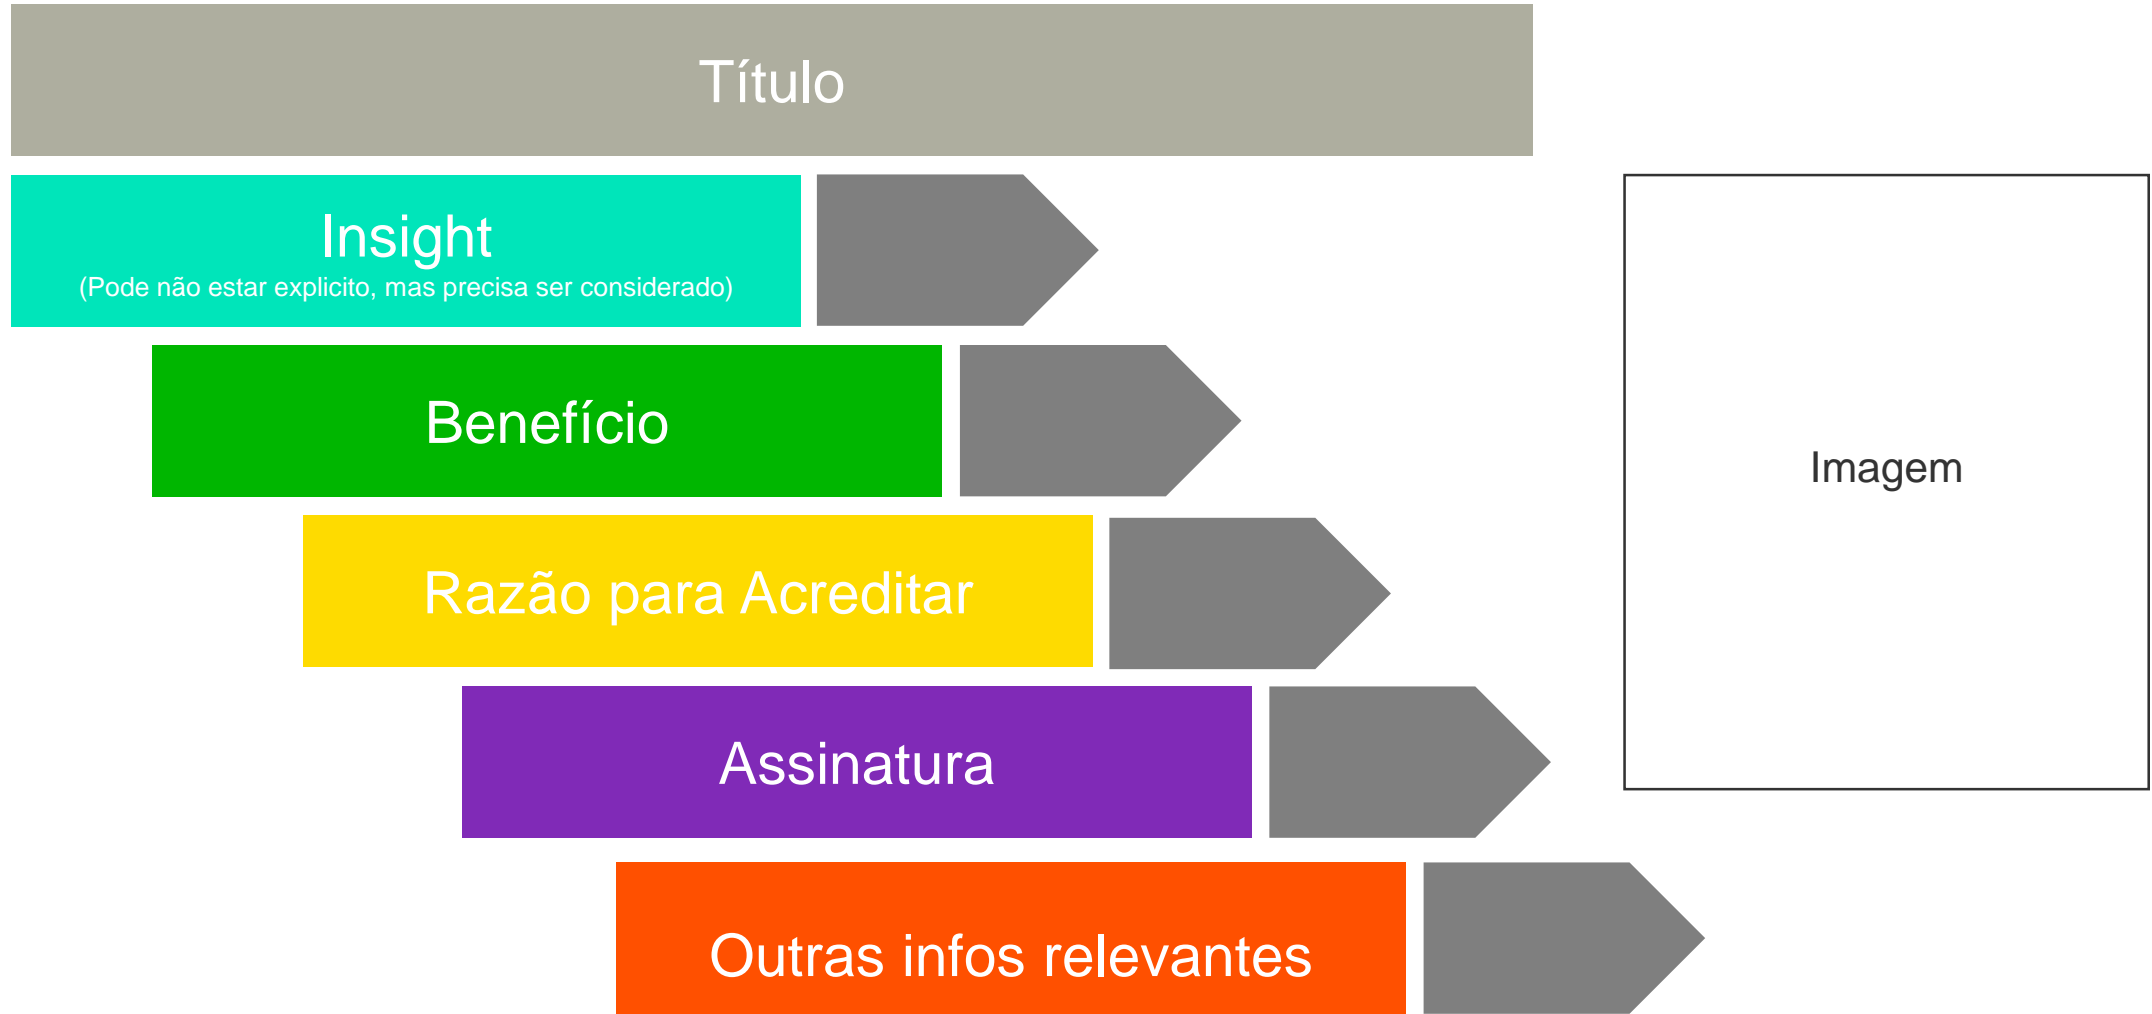 Título
Insight
(Pode não estar explicito, mas precisa ser considerado)
Benefício
Razão para Acreditar
Assinatura
Outras infos relevantes
Imagem